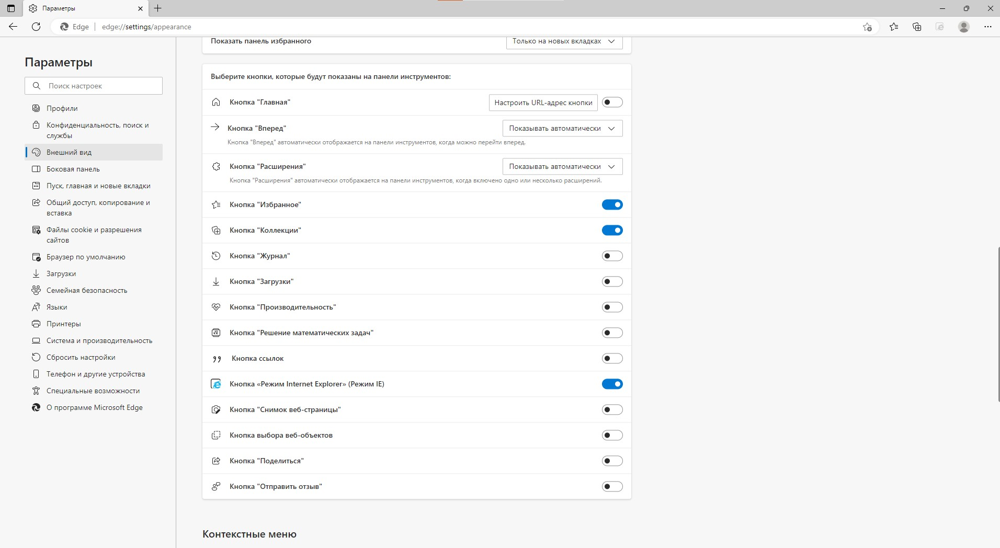 Параметры
Edge
edge://settings/appearance
Параметры
Поиск настроек
Профили
Конфиденциальность, поиск и
службы
Внешний вид
Боковая панель
Пуск, главная и новые вкладки
Общий доступ, копирование и
вставка
Файлы cookie и разрешения
сайтов
Браузер по умолчанию
Загрузки
Семейная безопасность
Языки
Принтеры
Система и производительность
Сбросить настройки
Телефон и другие устройства
Специальные возможности
О программе Microsoft Edge
Показать панель избранного
Только на новых вкладках
Выберите кнопки, которые будут показаны на панели инструментов:
Кнопка "Главная"
Настроить URL-адрес кнопки
Кнопка "Вперед"
Показывать автоматически
Кнопка "Вперед" автоматически отображается на панели инструментов, когда можно перейти вперед.
Кнопка "Расширения"
Показывать автоматически
Кнопка "Расширения" автоматически отображается на панели инструментов, когда включено одно или несколько расширений.
Кнопка "Избранное"
Кнопка "Коллекции"
Кнопка "Журнал"
Кнопка "Загрузки"
Кнопка "Производительность"
Кнопка "Решение математических задач"
Кнопка ссылок
Кнопка «Режим Internet Explorer» (Режим IE)
Кнопка "Снимок веб-страницы"
Кнопка выбора веб-объектов
Кнопка "Поделиться"
Кнопка "Отправить отзыв"
Контекстные меню